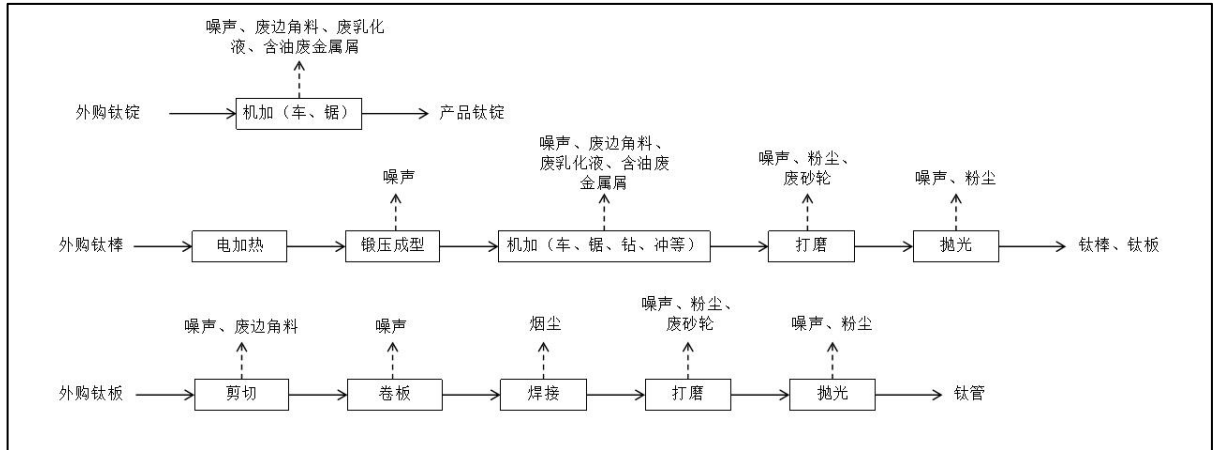 噪声、废边角料、废乳化
液、含油废金属屑
外购钛锭
机加（车、锯）
产品钛锭
噪声
噪声、废边角料、
废乳化液、含油废
金属屑
噪声、粉尘、
废砂轮
噪声、粉尘
外购钛棒
电加热
锻压成型
机加（车、锯、钻、冲等）
打磨
抛光
钛棒、钛板
噪声、废边角料
噪声
烟尘
噪声、粉尘、
废砂轮
噪声、粉尘
外购钛板
剪切
卷板
焊接
打磨
抛光
钛管